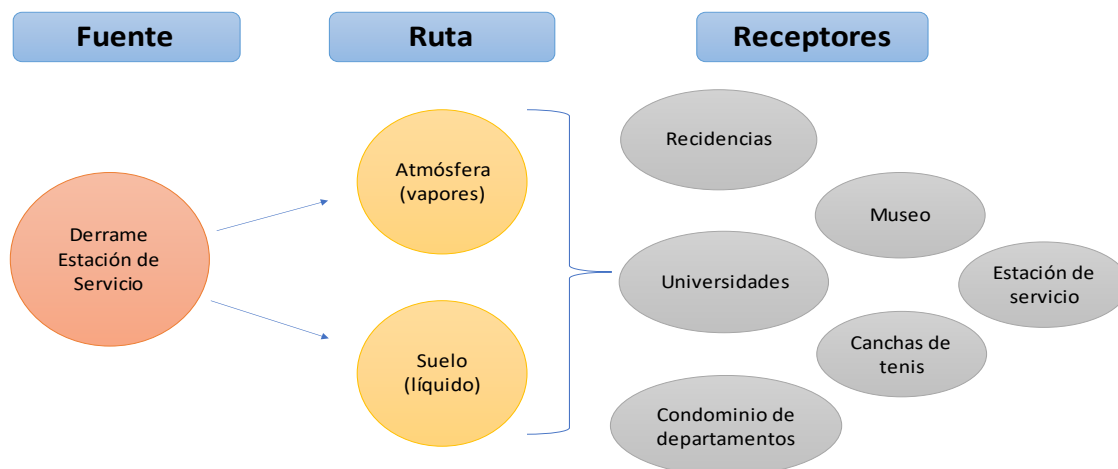 Fuente
Ruta
Receptores
Derrame
Estación de
Servicio
Atmósfera
(vapores)
Suelo
(líquido)
Recidencias
Museo
Universidades
Estación de
servicio
Canchas de
tenis
Condominio de
departamentos